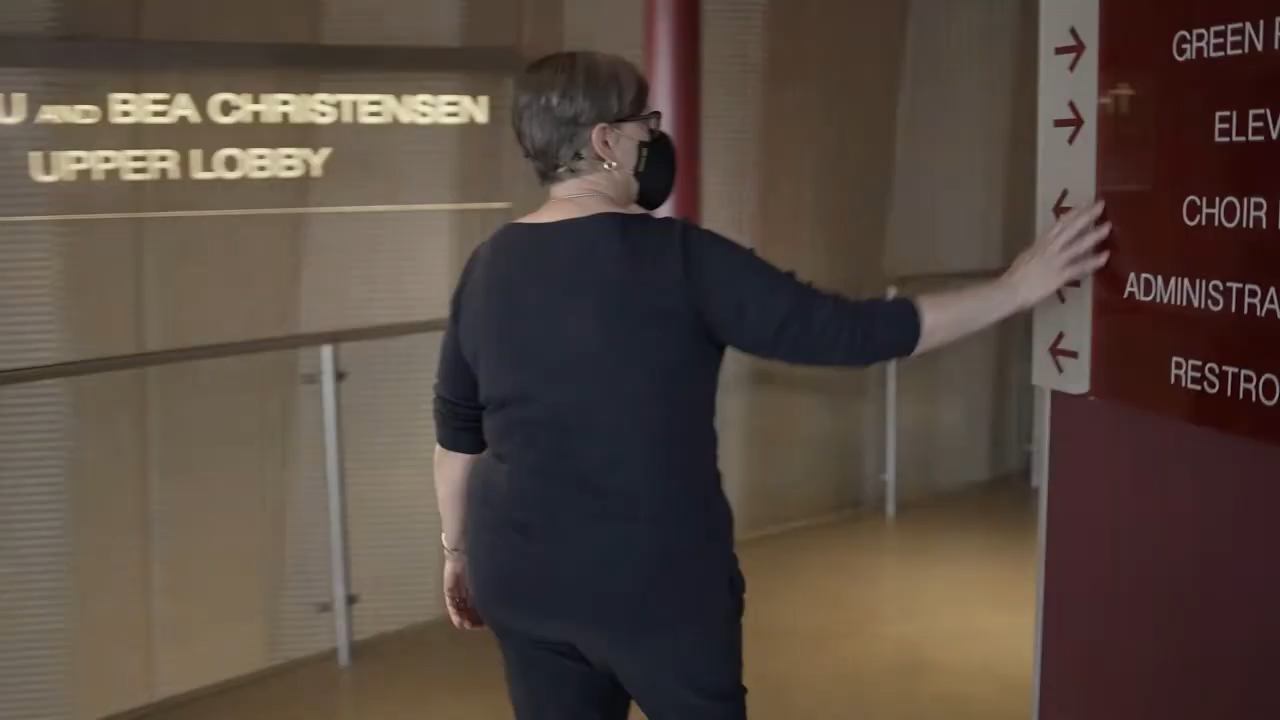 AND BEA CHRISTENSEN
UPPER LOBBY
GREEN
ELEV
CHOIR
ADMINISTRA
RESTRO